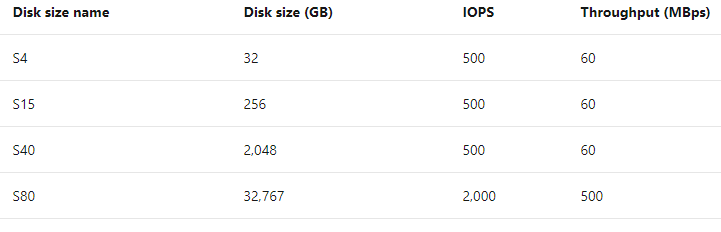 Disk size name Disk size (GB) IOPS Throughput (MBps)
S4 32 500 60
S15 256 500 60
S40 2,048 500 60
S80 32,767 2,000 500